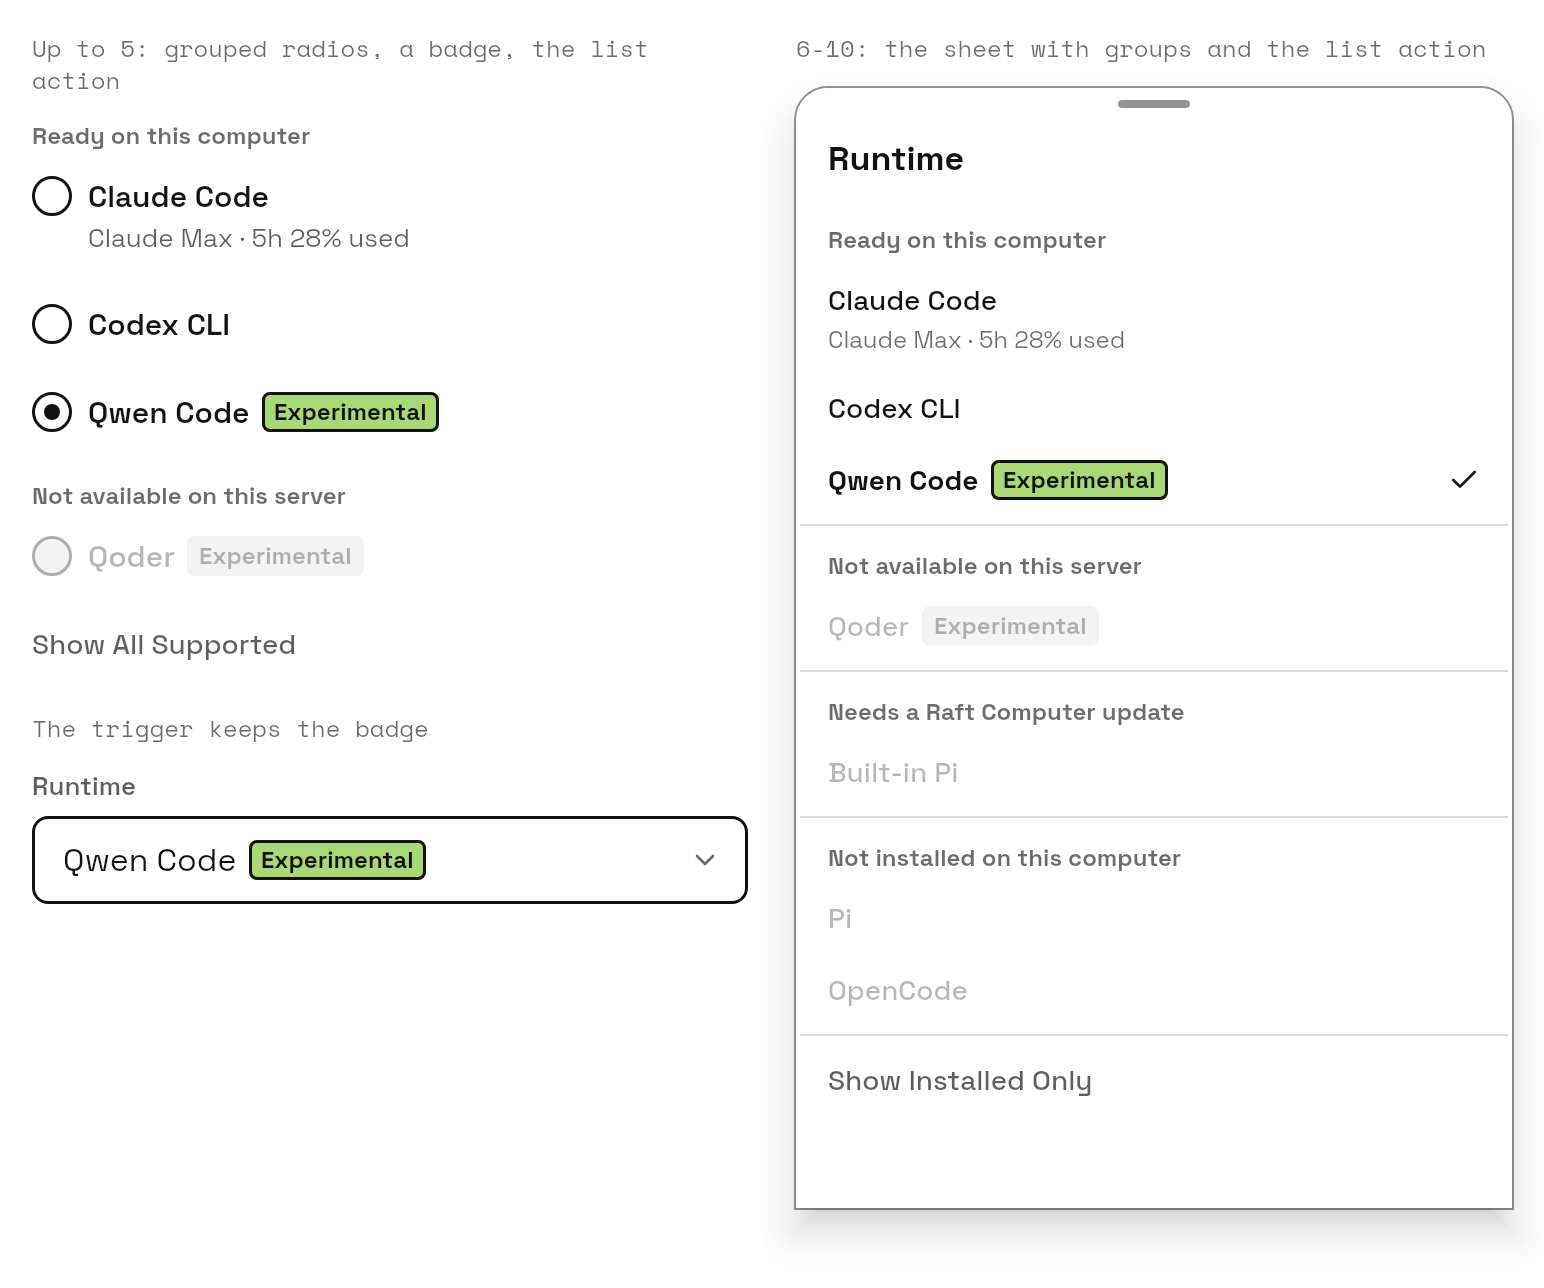 Up to 5: grouped radios, a badge, the list
action
Ready on this computer
Claude Code
Claude Max · 5h 28% used
Codex CLI
Qwen Code Experimental
Not available on this server
Qoder Experimental
Show All Supported
The trigger keeps the badge
Runtime
Qwen Code Experimental
6-10: the sheet with groups and the list action
Runtime
Ready on this computer
Claude Code
Claude Max · 5h 28% used
Codex CLI
Qwen Code Experimental
Not available on this server
Qoder Experimental
Needs a Raft Computer update
Built-in Pi
Not installed on this computer
Pi
OpenCode
Show Installed Only